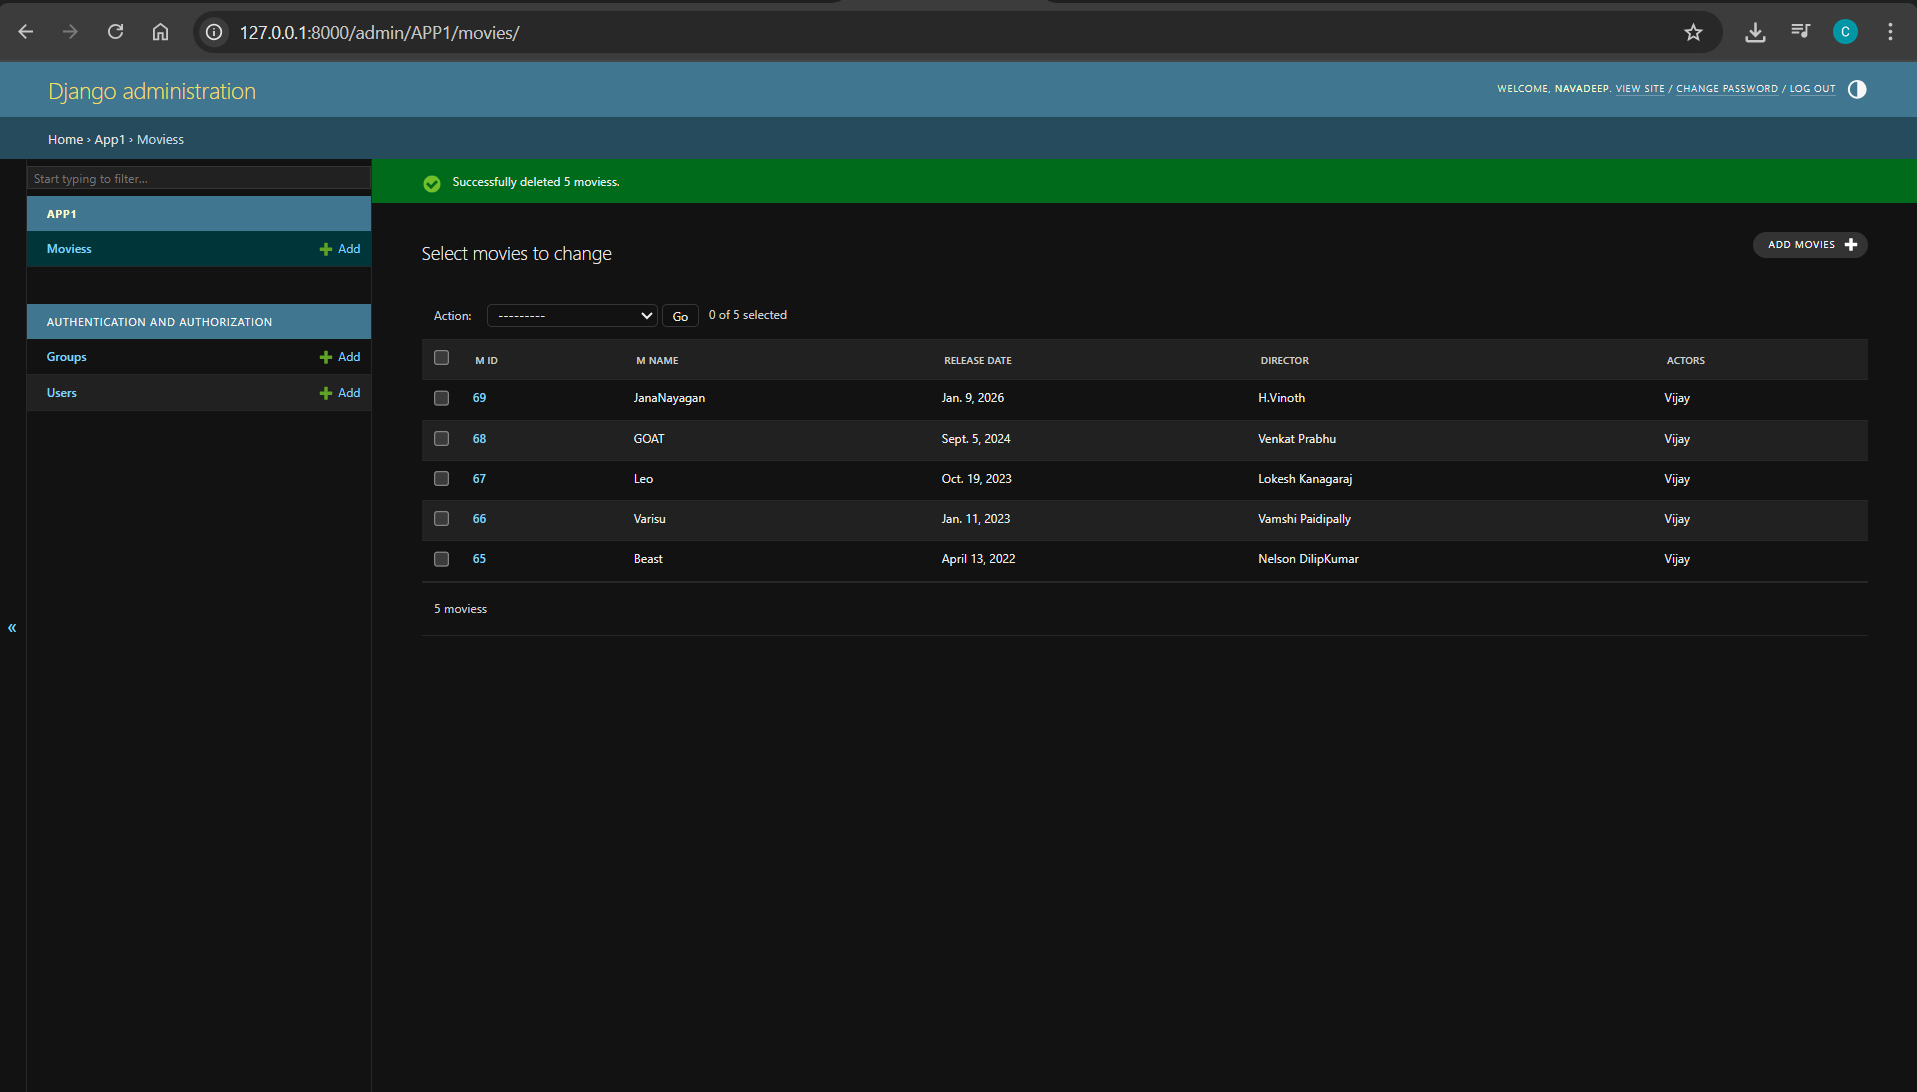 127.0.0.1:8000/admin/APP1/movies/
C
Django administration
WELCOME, NAVADEEP. VIEW SITE / CHANGE PASSWORD / LOG OUT
Home › App1 › Moviess
Start typing to filter...
Successfully deleted 5 moviess.
APP1
Moviess Add
AUTHENTICATION AND AUTHORIZATION
Groups Add
Users Add
Select movies to change
ADD MOVIES
Action: --------- Go 0 of 5 selected
M ID M NAME RELEASE DATE DIRECTOR ACTORS
69 JanaNayagan Jan. 9, 2026 H.Vinoth Vijay
68 GOAT Sept. 5, 2024 Venkat Prabhu Vijay
67 Leo Oct. 19, 2023 Lokesh Kanagaraj Vijay
66 Varisu Jan. 11, 2023 Vamshi Paidipally Vijay
65 Beast April 13, 2022 Nelson DilipKumar Vijay
5 moviess
«